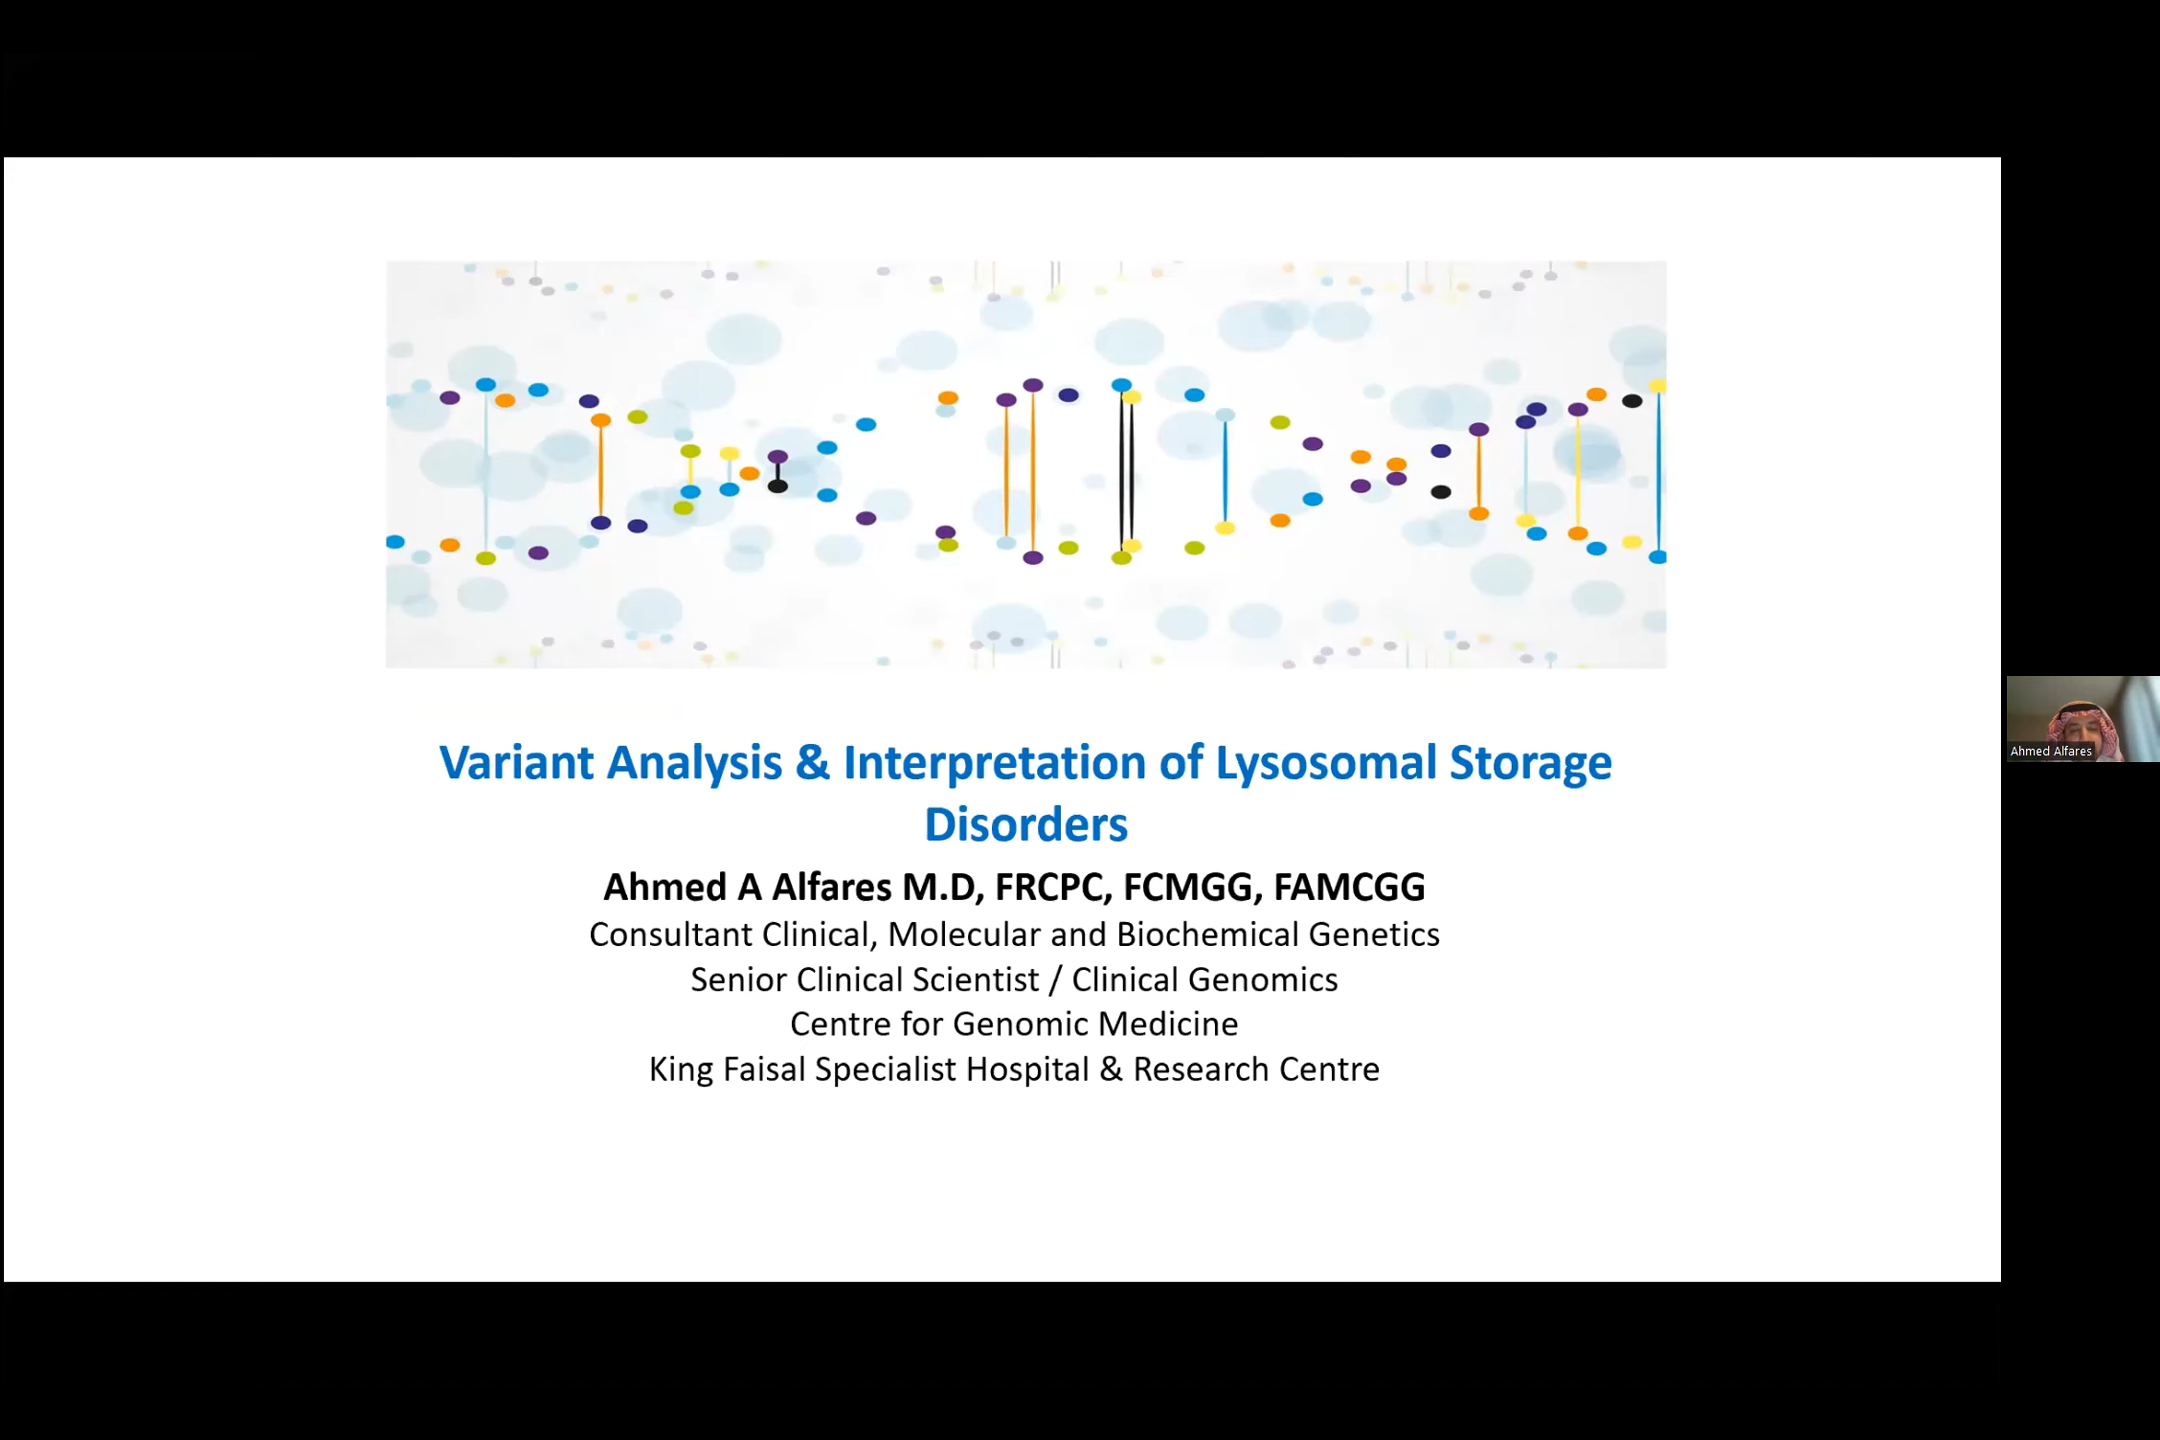 Variant Analysis & Interpretation of Lysosomal Storage
Disorders
Ahmed A Alfares M.D, FRCPC, FCMGG, FAMCGG
Consultant Clinical, Molecular and Biochemical Genetics
Senior Clinical Scientist / Clinical Genomics
Centre for Genomic Medicine
King Faisal Specialist Hospital & Research Centre
Ahmed Alfares